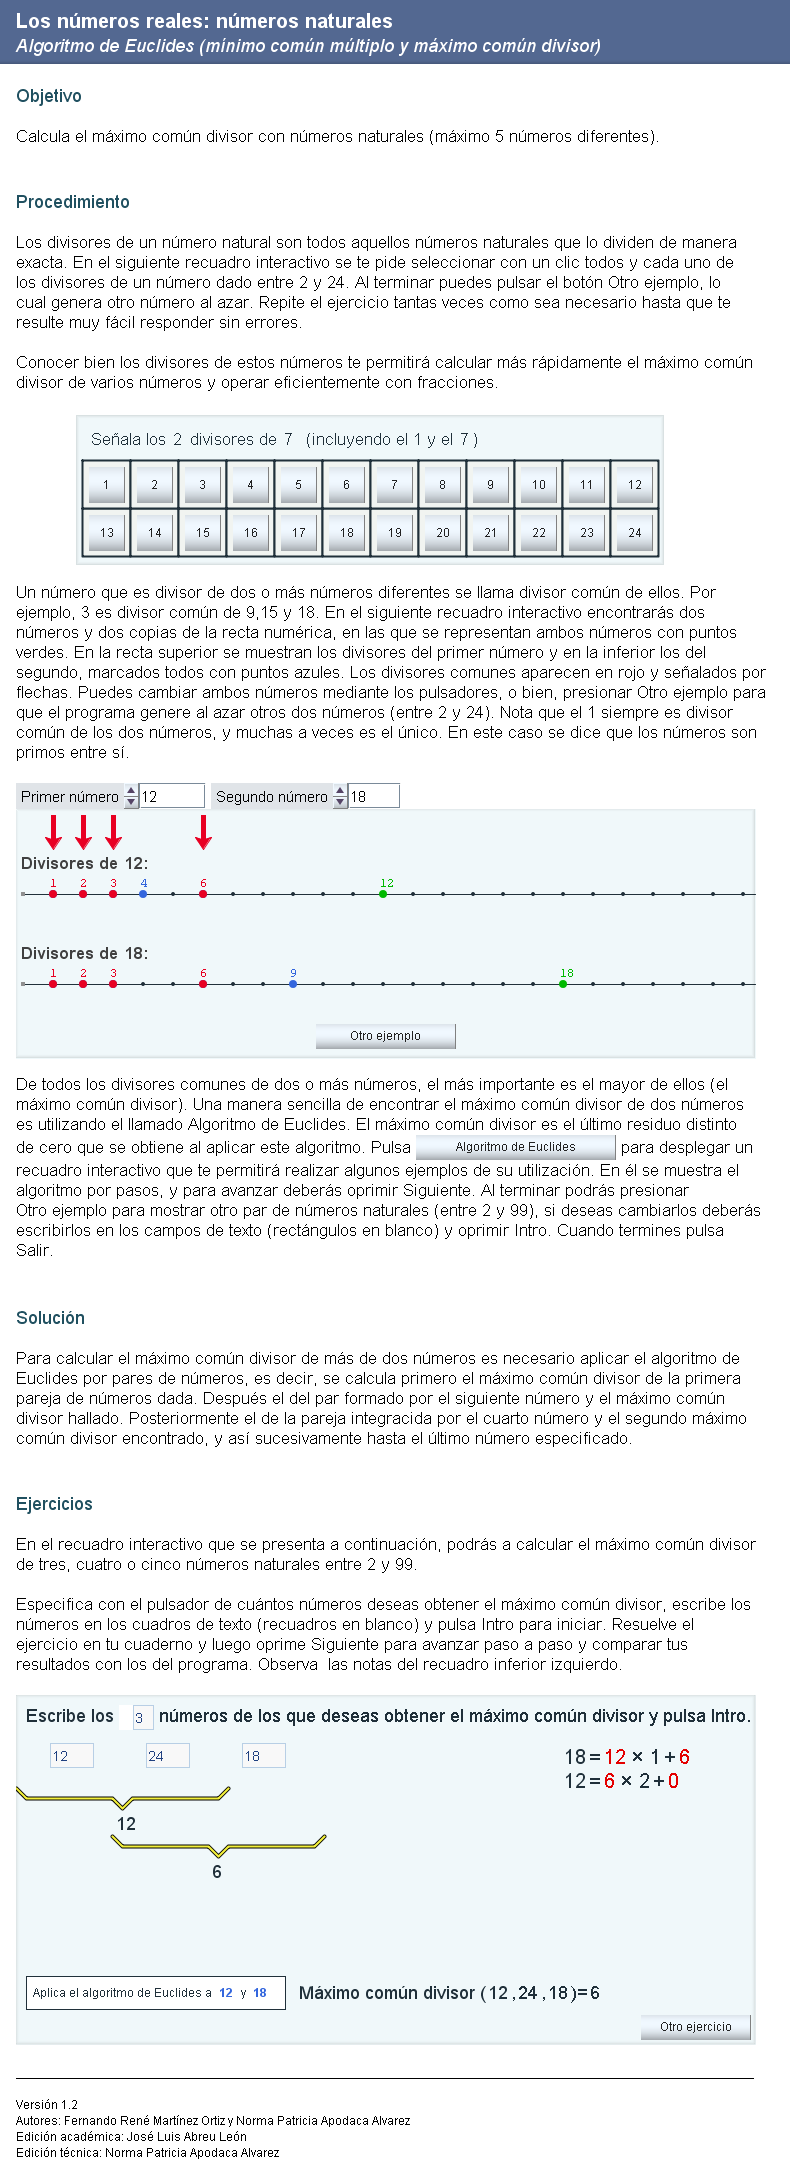 Los números reales: números naturales
Algoritmo de Euclides (mínimo común múltiplo y máximo común divisor)
Objetivo
Calcula el máximo común divisor con números naturales (máximo 5 números diferentes).
Procedimiento
Los divisores de un número natural son todos aquellos números naturales que lo dividen de manera
exacta. En el siguiente recuadro interactivo se te pide seleccionar con un clic todos y cada uno de
los divisores de un número dado entre 2 y 24. Al terminar puedes pulsar el botón Otro ejemplo, lo
cual genera otro número al azar. Repite el ejercicio tantas veces como sea necesario hasta que te
resulte muy fácil responder sin errores.
Conocer bien los divisores de estos números te permitirá calcular más rápidamente el máximo común
divisor de varios números y operar eficientemente con fracciones.
Señala los 2 divisores de 7 (incluyendo el 1 y el 7 )
1 2 3 4 5 6 7 8 9 10 11 12
13 14 15 16 17 18 19 20 21 22 23 24
Un número que es divisor de dos o más números diferentes se llama divisor común de ellos. Por
ejemplo, 3 es divisor común de 9,15 y 18. En el siguiente recuadro interactivo encontrarás dos
números y dos copias de la recta numérica, en las que se representan ambos números con puntos
verdes. En la recta superior se muestran los divisores del primer número y en la inferior los del
segundo, marcados todos con puntos azules. Los divisores comunes aparecen en rojo y señalados por
flechas. Puedes cambiar ambos números mediante los pulsadores, o bien, presionar Otro ejemplo para
que el programa genere al azar otros dos números (entre 2 y 24). Nota que el 1 siempre es divisor
común de los dos números, y muchas a veces es el único. En este caso se dice que los números son
primos entre sí.
Primer número 12 Segundo número 18
Divisores de 12:
1 2 3 4 6 12
Divisores de 18:
1 2 3 6 9 18
Otro ejemplo
De todos los divisores comunes de dos o más números, el más importante es el mayor de ellos (el
máximo común divisor). Una manera sencilla de encontrar el máximo común divisor de dos números
es utilizando el llamado Algoritmo de Euclides. El máximo común divisor es el último residuo distinto
de cero que se obtiene al aplicar este algoritmo. Pulsa Algoritmo de Euclides para desplegar un
recuadro interactivo que te permitirá realizar algunos ejemplos de su utilización. En él se muestra el
algoritmo por pasos, y para avanzar deberás oprimir Siguiente. Al terminar podrás presionar
Otro ejemplo para mostrar otro par de números naturales (entre 2 y 99), si deseas cambiarlos deberás
escribirlos en los campos de texto (rectángulos en blanco) y oprimir Intro. Cuando termines pulsa
Salir.
Solución
Para calcular el máximo común divisor de más de dos números es necesario aplicar el algoritmo de
Euclides por pares de números, es decir, se calcula primero el máximo común divisor de la primera
pareja de números dada. Después el del par formado por el siguiente número y el máximo común
divisor hallado. Posteriormente el de la pareja integracida por el cuarto número y el segundo máximo
común divisor encontrado, y así sucesivamente hasta el último número especificado.
Ejercicios
En el recuadro interactivo que se presenta a continuación, podrás a calcular el máximo común divisor
de tres, cuatro o cinco números naturales entre 2 y 99.
Especifica con el pulsador de cuántos números deseas obtener el máximo común divisor, escribe los
números en los cuadros de texto (recuadros en blanco) y pulsa Intro para iniciar. Resuelve el
ejercicio en tu cuaderno y luego oprime Siguiente para avanzar paso a paso y comparar tus
resultados con los del programa. Observa las notas del recuadro inferior izquierdo.
Escribe los 3 números de los que deseas obtener el máximo común divisor y pulsa Intro.
12 24 18
18=12 × 1+6
12=6 × 2+0
12
6
Aplica el algoritmo de Euclides a 12 y 18
Máximo común divisor (12 ,24 ,18 )=6
Otro ejercicio
Versión 1.2
Autores: Fernando René Martínez Ortiz y Norma Patricia Apodaca Alvarez
Edición académica: José Luis Abreu León
Edición técnica: Norma Patricia Apodaca Alvarez